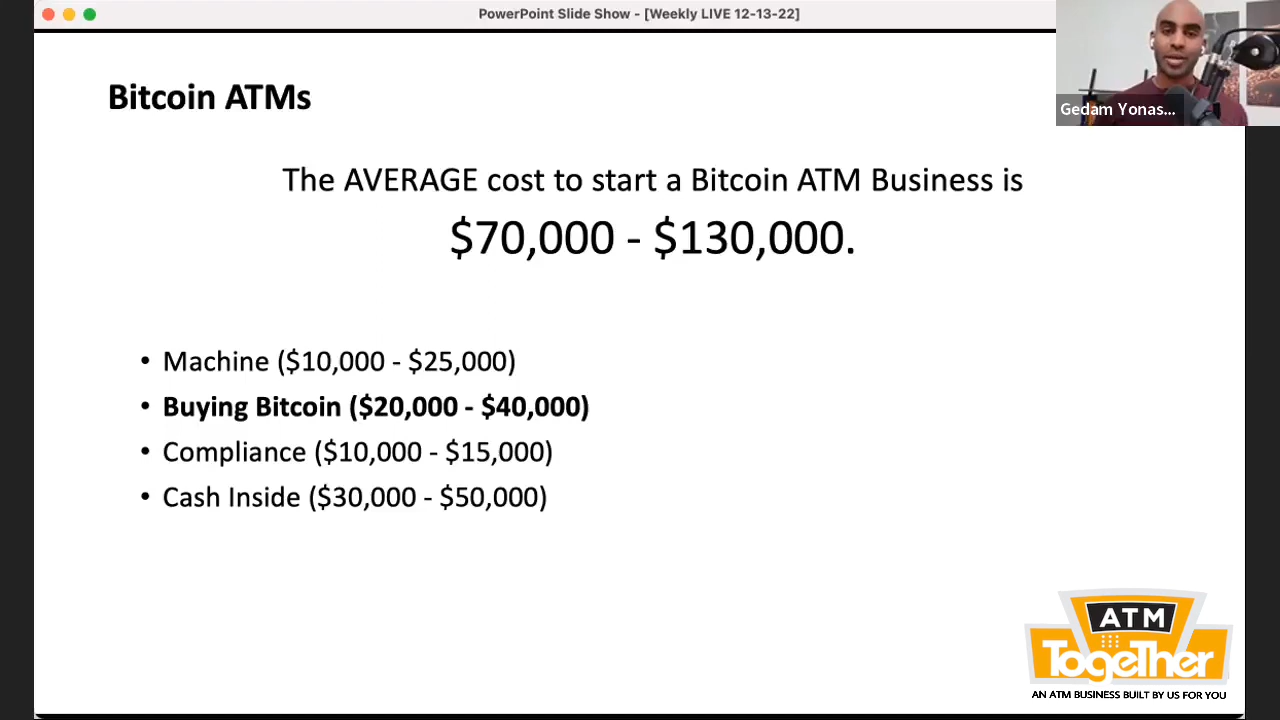 PowerPoint Slide Show - [Weekly LIVE 12-13-22]
Gedam Yonas...
Bitcoin ATMs
The AVERAGE cost to start a Bitcoin ATM Business is
$70,000 - $130,000.
• Machine ($10,000 - $25,000)
• Buying Bitcoin ($20,000 - $40,000)
• Compliance ($10,000 - $15,000)
• Cash Inside ($30,000 - $50,000)
ATM
TogeTher
AN ATM BUSINESS BUILT BY US FOR YOU